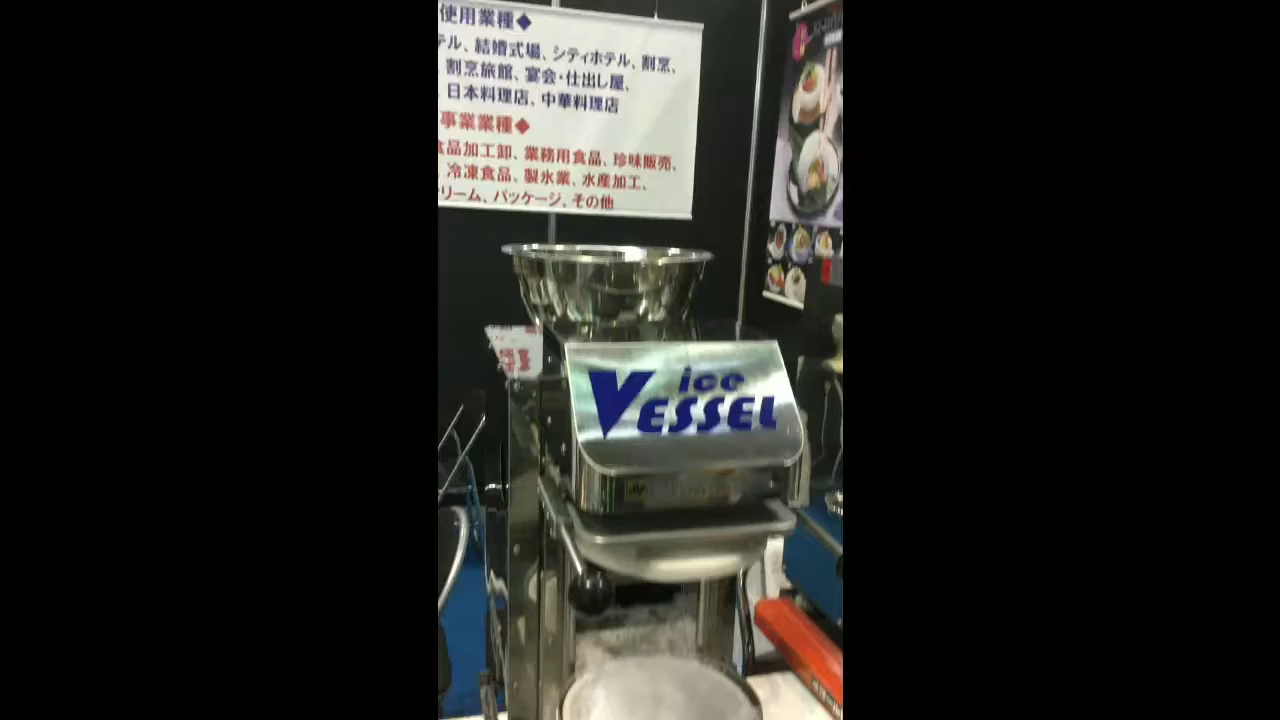 使用業種◆
テル、結婚式場、シティホテル、割烹、
割烹旅館、宴会・仕出し屋、
日本料理店、中華料理店
事業業種◆
食品加工卸、業務用食品、珍味販売、
冷凍食品、製氷業、水産加工、
リーム、パッケージ、その他
ice
VESSEL